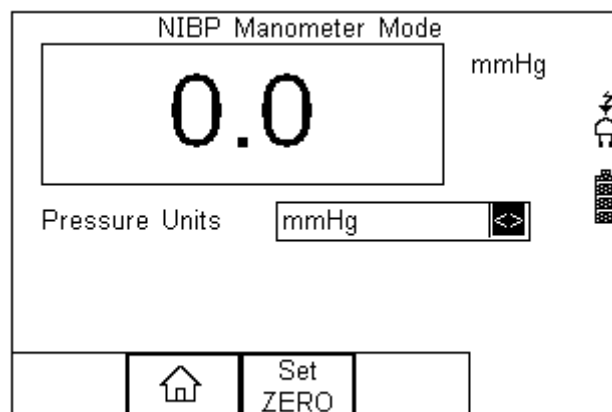 NIBP Manometer Mode
0.0
mmHg
Pressure Units
mmHg
<>
Set
ZERO